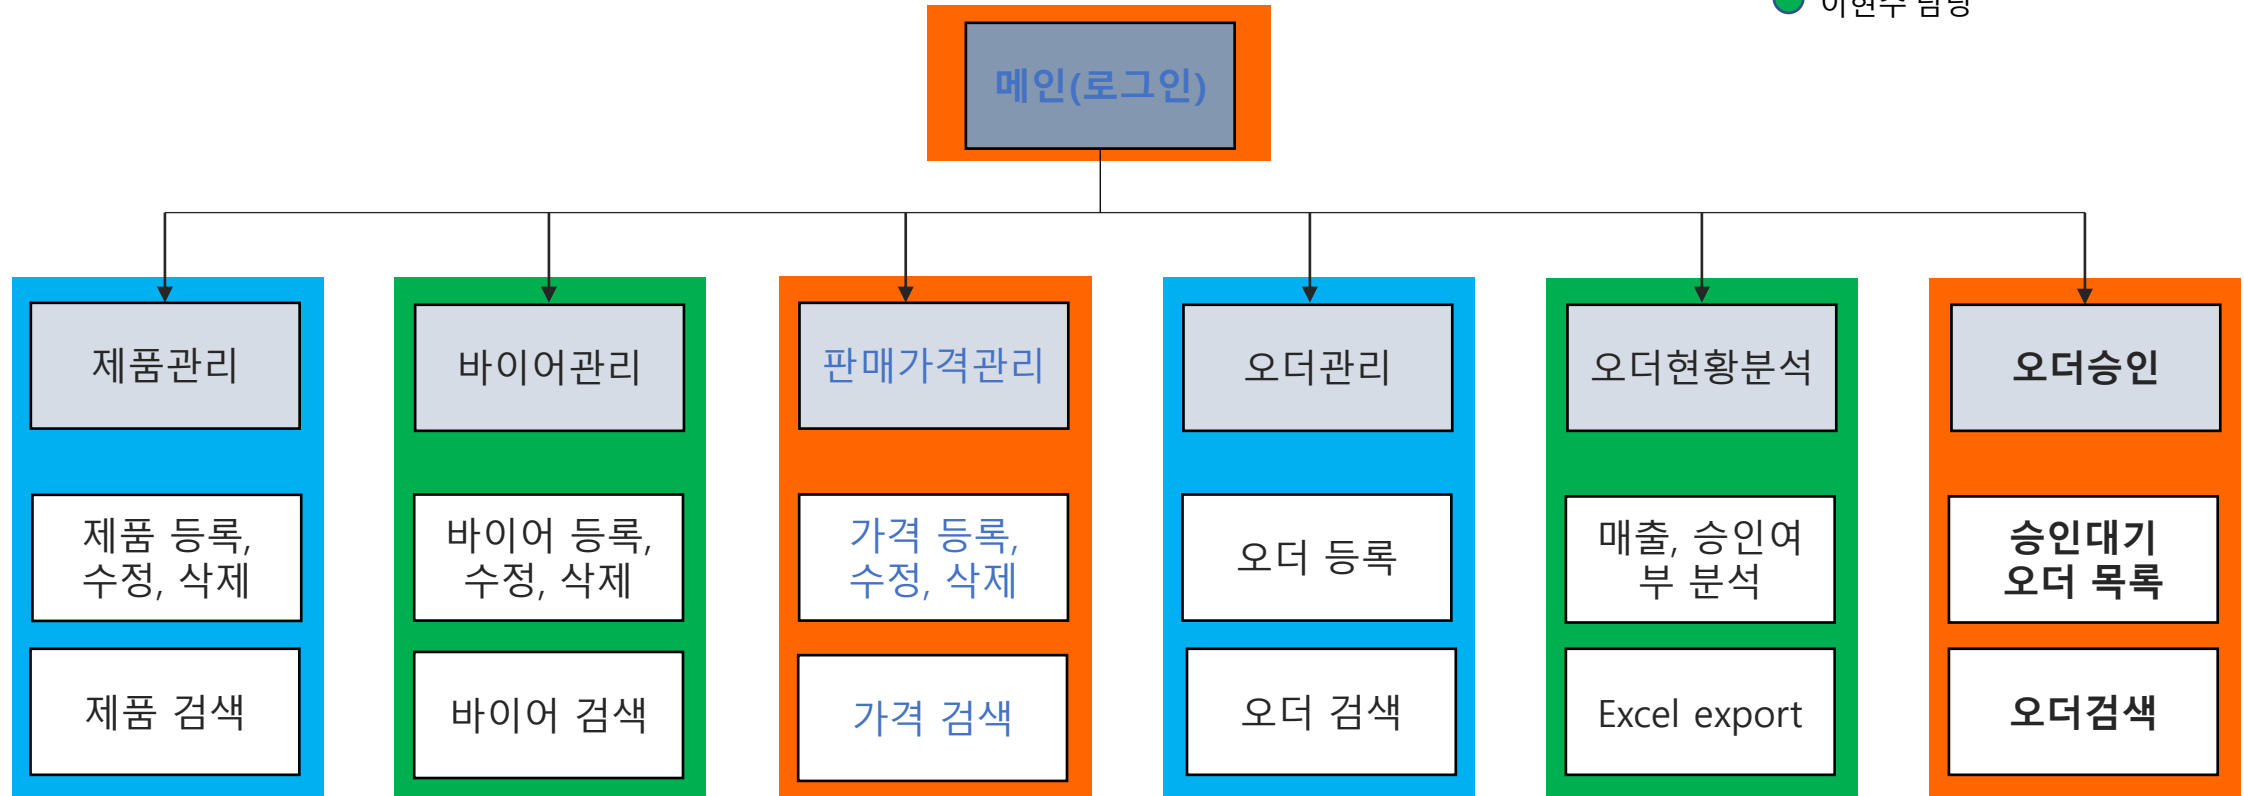 이현수 담당
메인(로그인)
제품관리
바이어관리
판매가격관리
오더관리
오더현황분석
오더승인
제품 등록,
수정, 삭제
바이어 등록,
수정, 삭제
가격 등록,
수정, 삭제
오더 등록
매출, 승인여
부 분석
승인대기
오더 목록
제품 검색
바이어 검색
가격 검색
오더 검색
Excel export
오더검색